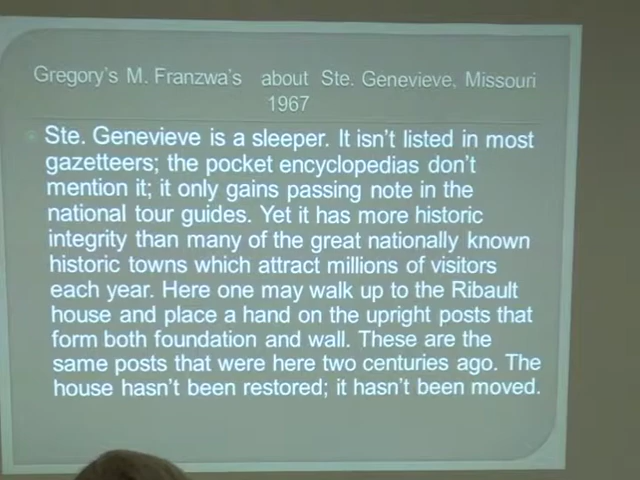 Gregory's M. Franzwa's about Ste. Genevieve, Missouri
1967
Ste. Genevieve is a sleeper. It isn't listed in most
gazetteers; the pocket encyclopedias don't
mention it; it only gains passing note in the
national tour guides. Yet it has more historic
integrity than many of the great nationally known
historic towns which attract millions of visitors
each year. Here one may walk up to the Ribault
house and place a hand on the upright posts that
form both foundation and wall. These are the
same posts that were here two centuries ago. The
house hasn't been restored; it hasn't been moved.